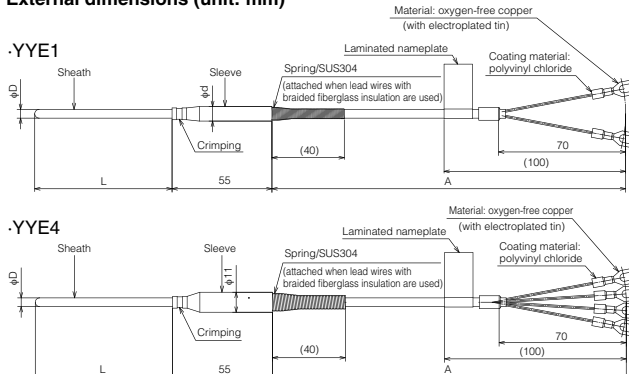 External dimensions (unit: mm)
Material: oxygen-free copper
(with electroplated tin)
·YYE1
Laminated nameplate
Sheath
Sleeve
Spring/SUS304
(attached when lead wires with
braided fiberglass insulation are used)
Coating material:
polyvinyl chloride
φD
φd
Crimping
(40)
70
(100)
L
55
A
Material: oxygen-free copper
(with electroplated tin)
·YYE4
Laminated nameplate
Sheath
Sleeve
Spring/SUS304
(attached when lead wires with
braided fiberglass insulation are used)
Coating material:
polyvinyl chloride
φD
φ11
Crimping
(40)
70
(100)
L
55
A